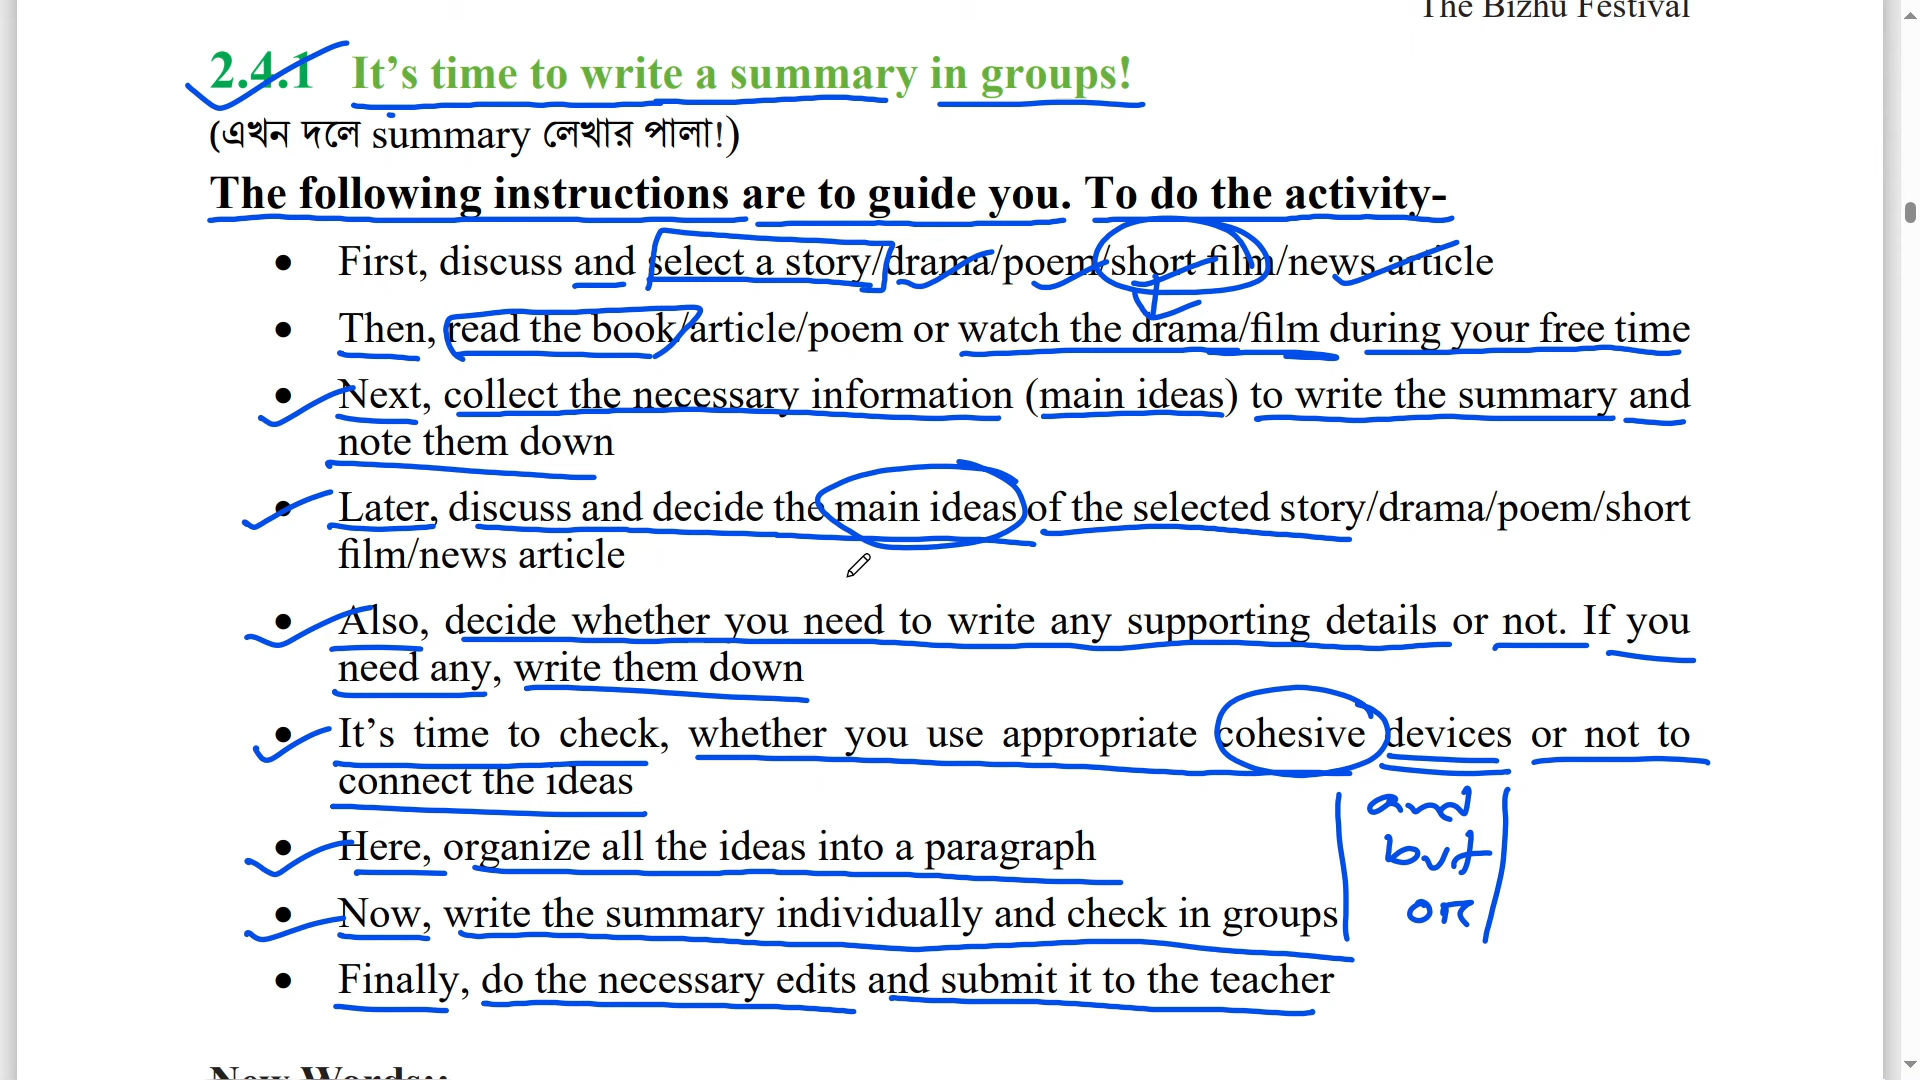 The Bizhu Festival
2.4.1 It’s time to write a summary in groups!
(এখন দলে summary লেখার পালা!)
The following instructions are to guide you. To do the activity-
• First, discuss and select a story/drama/poem/short film/news article
• Then, read the book/article/poem or watch the drama/film during your free time
• Next, collect the necessary information (main ideas) to write the summary and
note them down
• Later, discuss and decide the main ideas of the selected story/drama/poem/short
film/news article
• Also, decide whether you need to write any supporting details or not. If you
need any, write them down
• It’s time to check, whether you use appropriate cohesive devices or not to
connect the ideas
and
• Here, organize all the ideas into a paragraph
but
• Now, write the summary individually and check in groups
or
• Finally, do the necessary edits and submit it to the teacher
New Words::